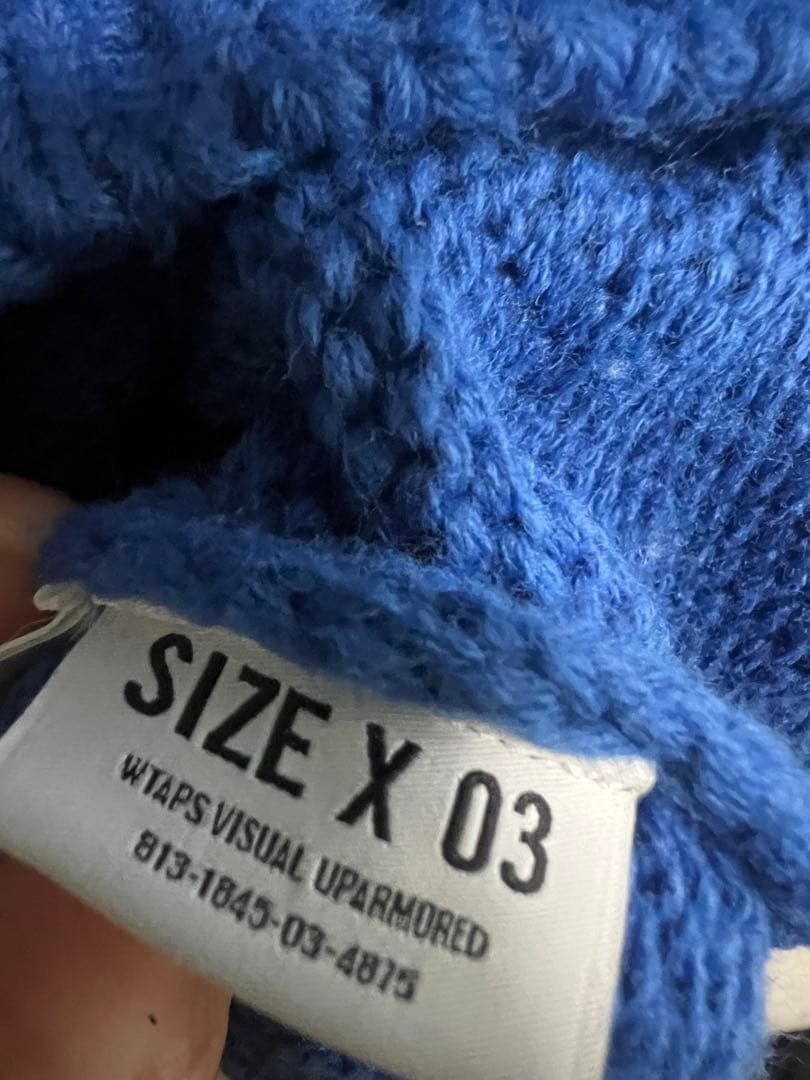 SIZE X 03
WTAPS VISUAL UPARMORED
813-1845-03-4875